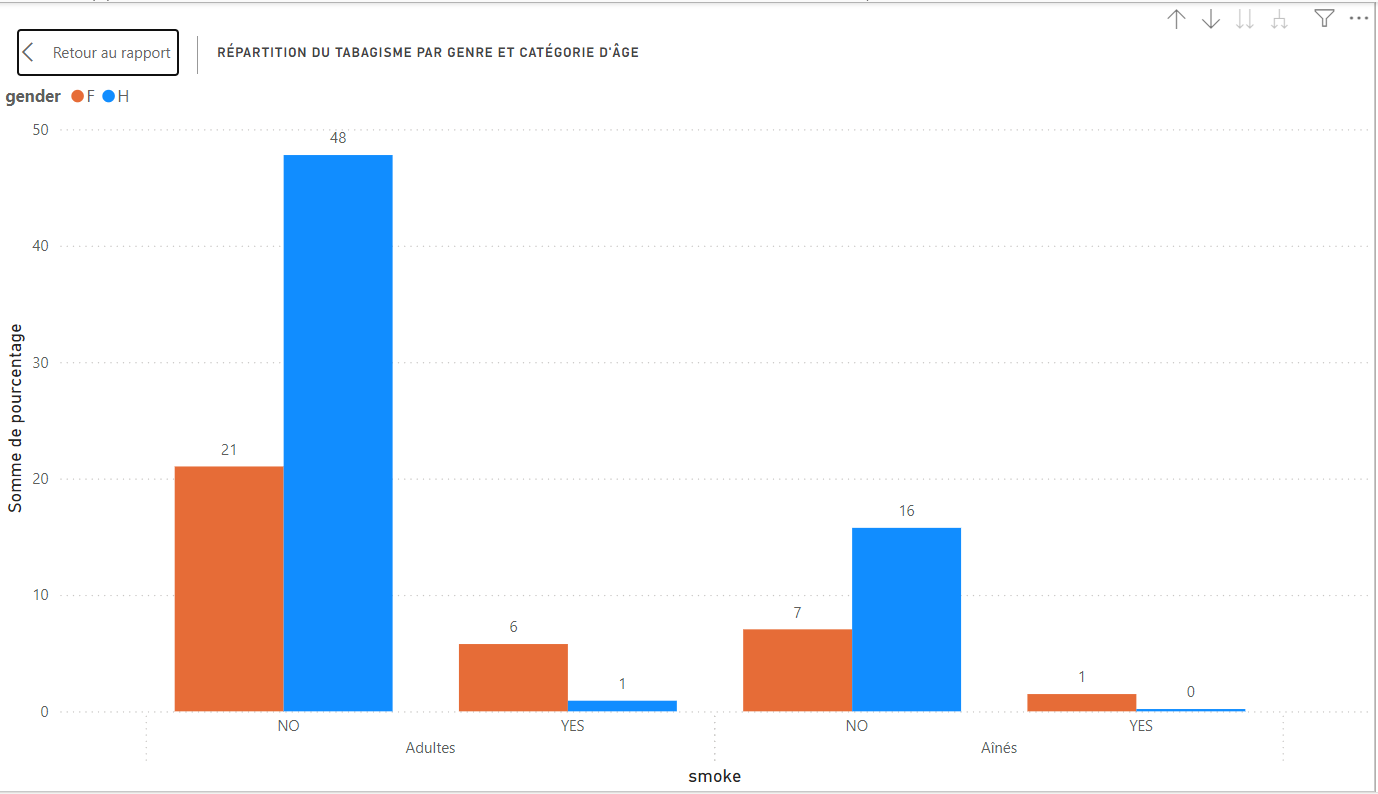 Retour au rapport
RÉPARTITION DU TABAGISME PAR GENRE ET CATÉGORIE D'ÂGE
gender F H
50
40
30
20
10
0
Somme de pourcentage
21
48
6
1
7
16
1
0
NO
YES
NO
YES
Adultes
Aînés
smoke